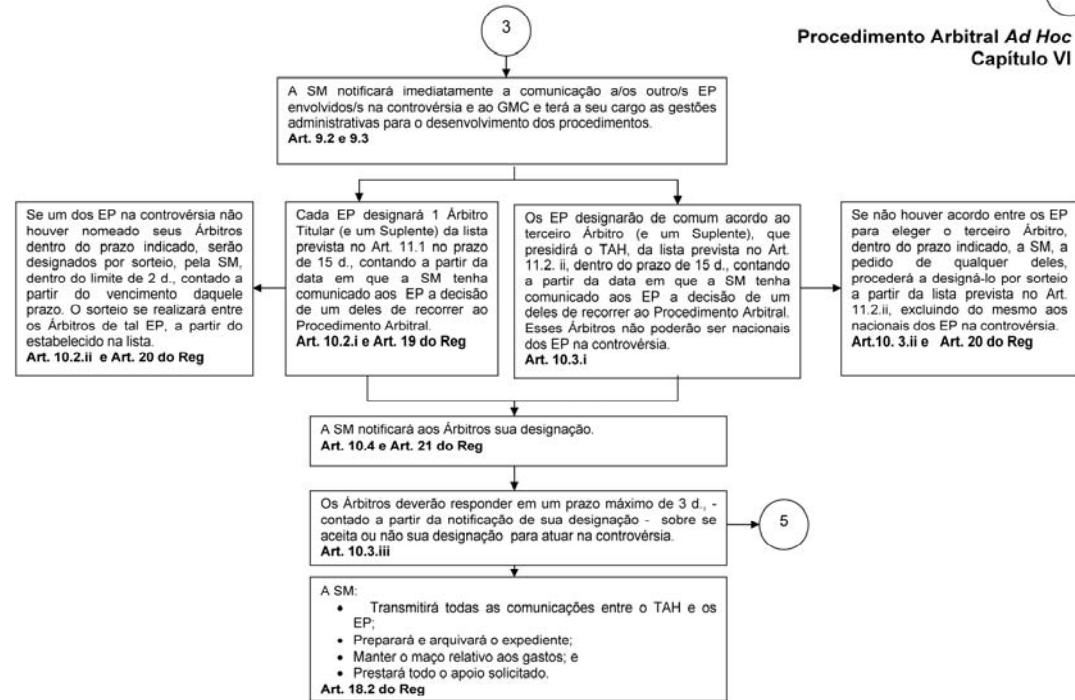 3
Procedimento Arbitral Ad Hoc
Capítulo VI
A SM notificará imediatamente a comunicação a/os outro/s EP
envolvidos/s na controvérsia e ao GMC e terá a seu cargo as gestões
administrativas para o desenvolvimento dos procedimentos.
Art. 9.2 e 9.3
Se um dos EP na controvérsia não
houver nomeado seus Árbitros
dentro do prazo indicado, serão
designados por sorteio, pela SM,
dentro do limite de 2 d., contado a
partir do vencimento daquele
prazo. O sorteio se realizará entre
os Árbitros de tal EP, a partir do
estabelecido na lista.
Art. 10.2.ii e Art. 20 do Reg
Cada EP designará 1 Árbitro
Titular (e um Suplente) da lista
prevista no Art. 11.1 no prazo
de 15 d., contando a partir da
data em que a SM tenha
comunicado aos EP a decisão
de um deles de recorrer ao
Procedimento Arbitral.
Art. 10.2.i e Art. 19 do Reg
Os EP designarão de comum acordo ao
terceiro Árbitro (e um Suplente), que
presidirá o TAH, da lista prevista no Art.
11.2. ii, dentro do prazo de 15 d., contando
a partir da data em que a SM tenha
comunicado aos EP a decisão de um
deles de recorrer ao Procedimento Arbitral.
Esses Árbitros não poderão ser nacionais
dos EP na controvérsia.
Art. 10.3.i
Se não houver acordo entre os EP
para eleger o terceiro Árbitro,
dentro do prazo indicado, a SM, a
pedido de qualquer deles,
procederá a designá-lo por sorteio
a partir da lista prevista no Art.
11.2.ii, excluindo do mesmo aos
nacionais dos EP na controvérsia.
Art.10. 3.ii e Art. 20 do Reg
A SM notificará aos Árbitros sua designação.
Art. 10.4 e Art. 21 do Reg
Os Árbitros deverão responder em um prazo máximo de 3 d., -
contado a partir da notificação de sua designação - sobre se
aceita ou não sua designação para atuar na controvérsia.
Art. 10.3.iii
5
A SM:
• Transmitirá todas as comunicações entre o TAH e os
EP;
• Preparará e arquivará o expediente;
• Manter o maço relativo aos gastos; e
• Prestará todo o apoio solicitado.
Art. 18.2 do Reg